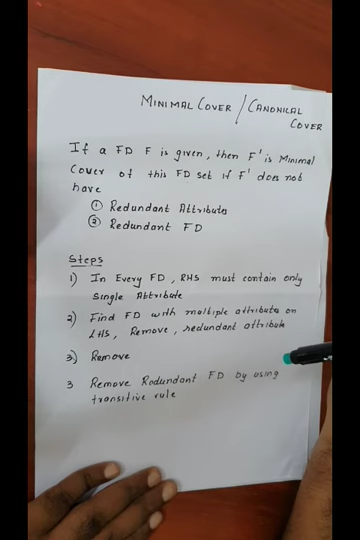 MINIMAL COVER / CANONICAL
COVER
If a FD F is given, then F' is Minimal
Cover of this FD set if F' does not
have
① Redundant Attributes
② Redundant FD
Steps
1) In Every FD, RHS must contain only
Single Attribute
2) Find FD with multiple attributes on
LHS, Remove, redundant attribute
3) Remove
3 Remove Redundant FD by using
transitive rule